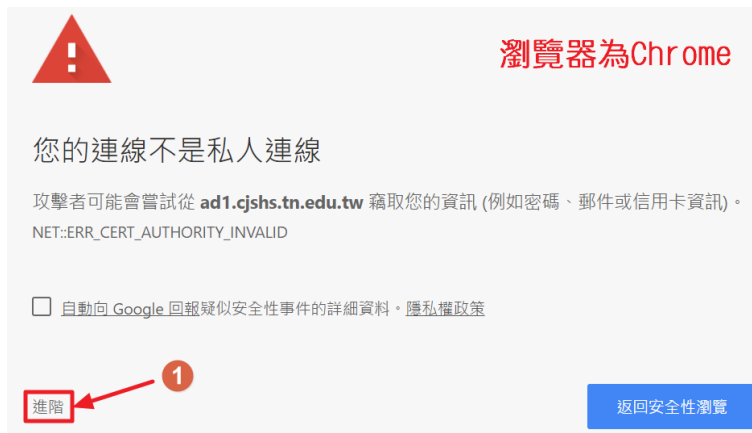 瀏覽器為Chrome
您的連線不是私人連線
攻擊者可能會嘗試從 ad1.cjshs.tn.edu.tw 竊取您的資訊 (例如密碼、郵件或信用卡資訊)。
NET::ERR_CERT_AUTHORITY_INVALID
自動向 Google 回報疑似安全性事件的詳細資料。隱私權政策
1
進階
返回安全性瀏覽